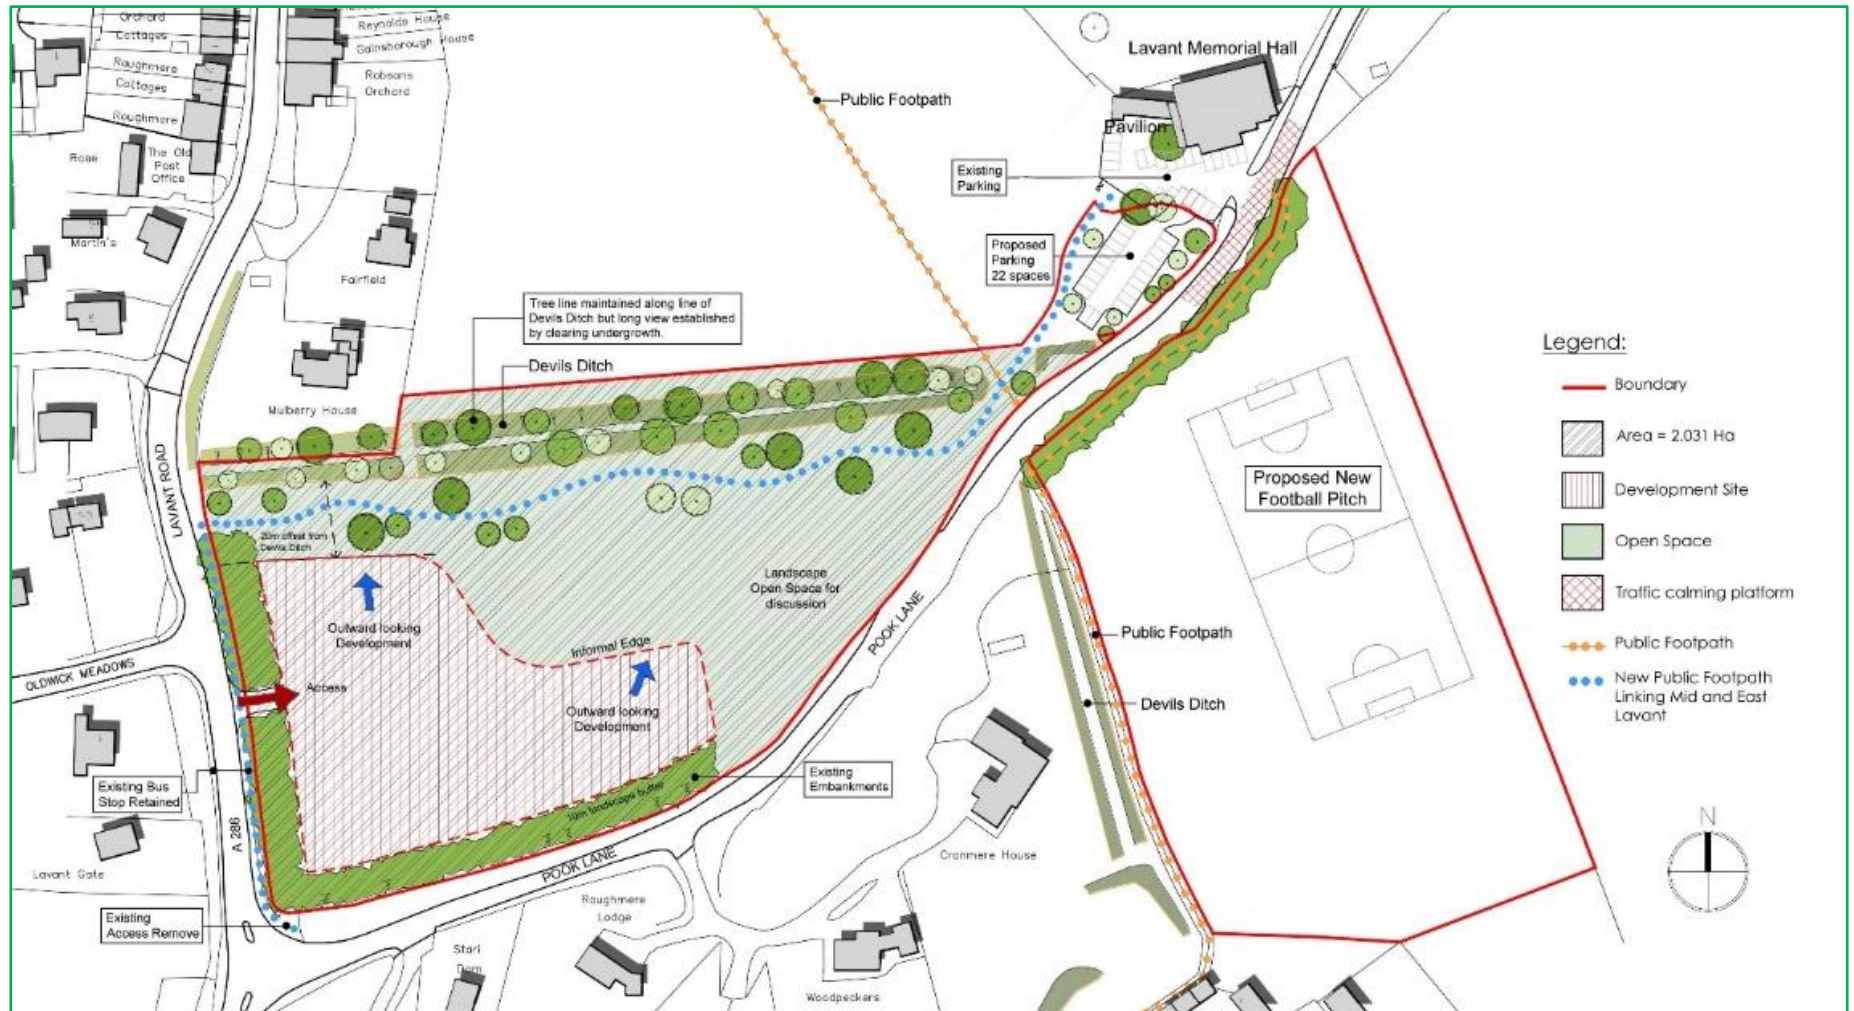 Orchard
Cottages
Roughmere
Cottages
Roughmere
Rose
The Old
Post
Office
Martin's
Reynolds House
Gainsborough House
Robsons
Orchard
Fairfield
Mulberry House
LAVANT ROAD
Public Footpath
Lavant Memorial Hall
Pavilion
Existing
Parking
Proposed
Parking
22 spaces
Tree line maintained along line of
Devils Ditch but long view established
by clearing undergrowth.
Devils Ditch
20m offset from
Devils Ditch
Outward looking
Development
Landscape
Open Space for
discussion
Informal Edge
Outward looking
Development
Access
OLDWICK MEADOWS
Existing Bus
Stop Retained
A 286
Lavant Gate
Existing
Access Remove
10m landscape buffer
Existing
Embankments
POOK LANE
POOK LANE
Roughmere
Lodge
Woodpeckers
Cranmere House
Public Footpath
Devils Ditch
Proposed New
Football Pitch
Legend:
Boundary
Area = 2.031 Ha
Development Site
Open Space
Traffic calming platform
Public Footpath
New Public Footpath
Linking Mid and East
Lavant
N